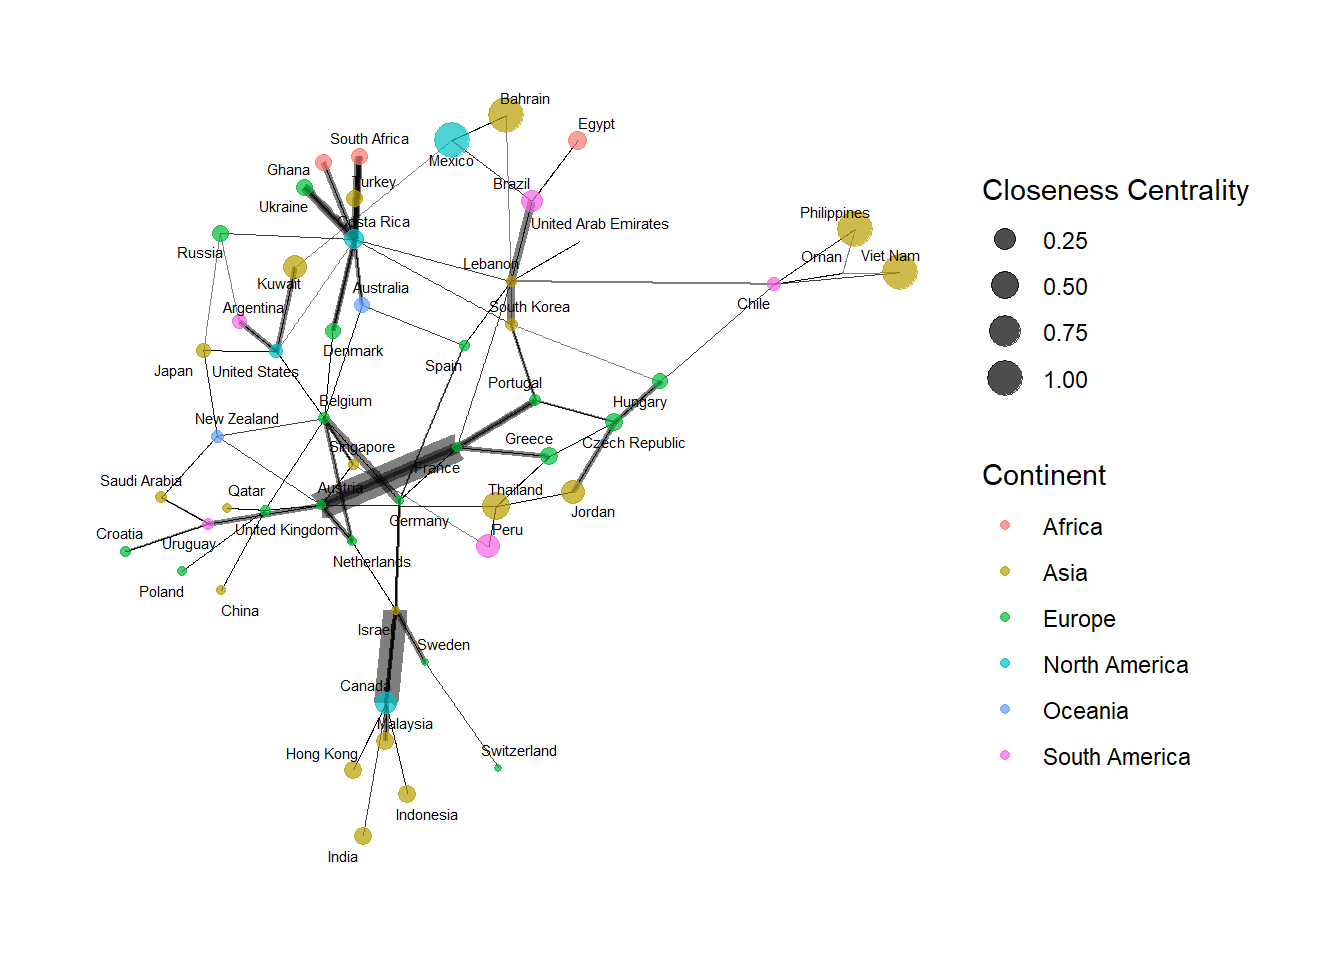 Bahrain
Egypt
South Africa
Mexico
Ghana
Turkey
Brazil
Ukraine
Costa Rica
United Arab Emirates
Philippines
Russia
Lebanon
Oman
Viet Nam
Kuwait
Australia
Argentina
South Korea
Chile
Denmark
Spain
Japan
United States
Portugal
Belgium
Hungary
New Zealand
Singapore
Greece
Czech Republic
France
Saudi Arabia
Qatar
Austria
Thailand
Jordan
Croatia
Uruguay
United Kingdom
Germany
Peru
Netherlands
Poland
China
Israel
Sweden
Canada
Malaysia
Hong Kong
Switzerland
Indonesia
India
Closeness Centrality
0.25
0.50
0.75
1.00
Continent
Africa
Asia
Europe
North America
Oceania
South America